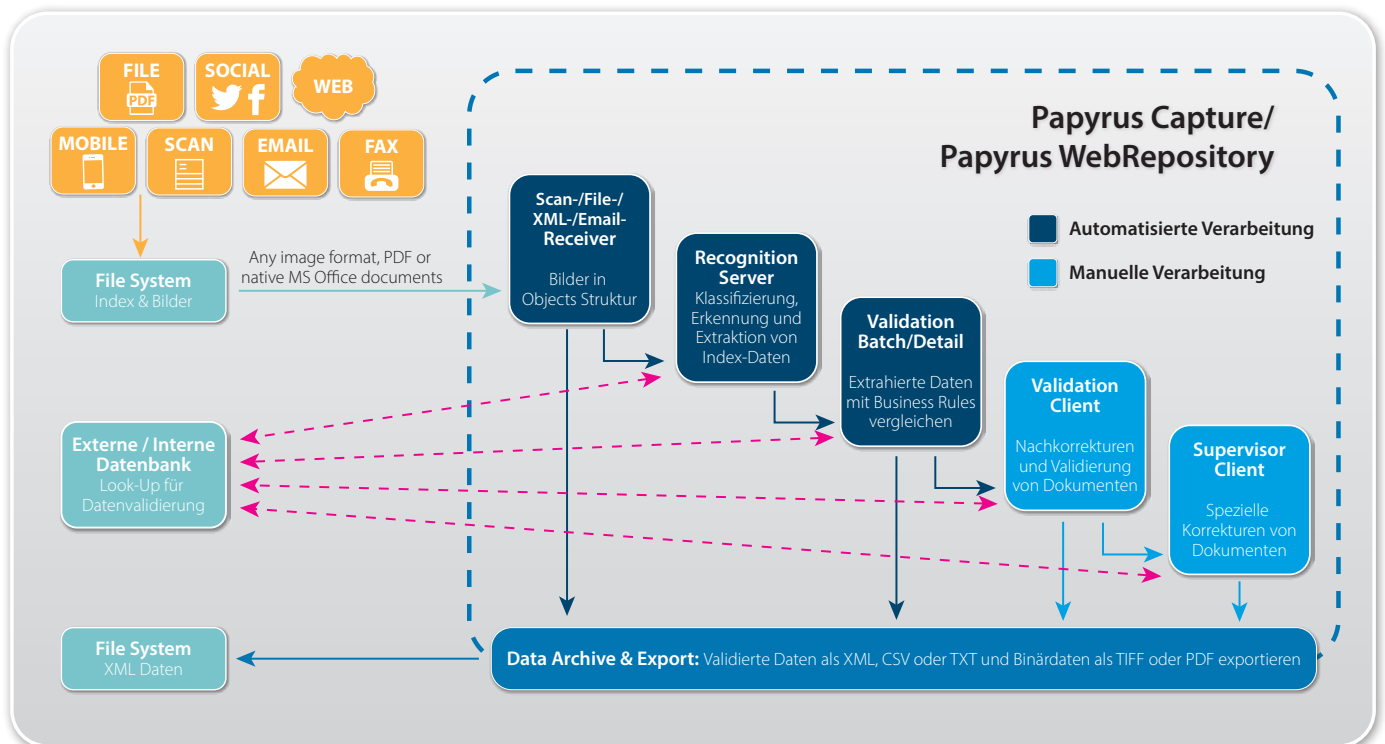 FILE
PDF
SOCIAL
WEB
MOBILE
SCAN
EMAIL
FAX
Papyrus Capture/
Papyrus WebRepository
Automatisierte Verarbeitung
Manuelle Verarbeitung
File System
Index & Bilder
Any image format, PDF or
native MS Office documents
Scan-/File-/
XML-/Email-
Receiver
Bilder in
Objects Struktur
Recognition
Server
Klassifizierung,
Erkennung und
Extraktion von
Index-Daten
Validation
Batch/Detail
Extrahierte Daten
mit Business Rules
vergleichen
Validation
Client
Nachkorrekturen
und Validierung
von Dokumenten
Supervisor
Client
Spezielle
Korrekturen von
Dokumenten
Externe / Interne
Datenbank
Look-Up für
Datenvalidierung
File System
XML Daten
Data Archive & Export: Validierte Daten als XML, CSV oder TXT und Binärdaten als TIFF oder PDF exportieren